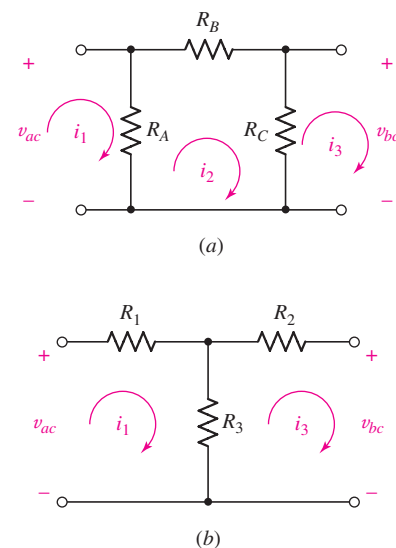 R_B
+ +
v_ac i_1 R_A R_C i_3 v_bc
i_2
– –
(a)
R_1 R_2
+ +
v_ac i_1 R_3 i_3 v_bc
– –
(b)